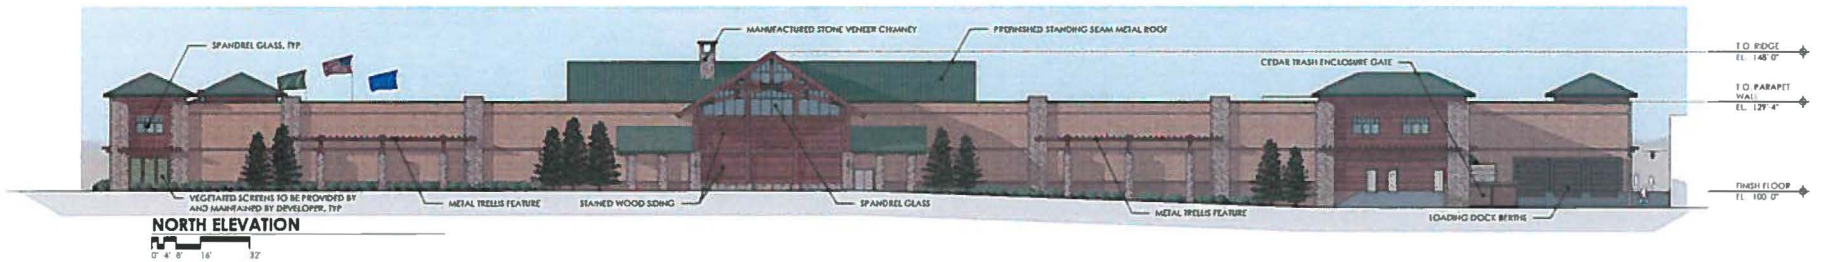 MANUFACTURED STONE VENEER CHIMNEY
PREFINISHED STANDING SEAM METAL ROOF
SPANDREL GLASS, TYP
T.O. RIDGE
EL. 148'-0"
CEDAR TRASH ENCLOSURE GATE
T.O. PARAPET
WALL
EL. 129'-4"
FINISH FLOOR
EL. 100'-0"
VEGETATED SCREENS TO BE PROVIDED BY
AND MAINTAINED BY DEVELOPER, TYP
METAL TRELLIS FEATURE
STAINED WOOD SIDING
SPANDREL GLASS
METAL TRELLIS FEATURE
LOADING DOCK BERTHS
NORTH ELEVATION
0' 4' 8' 16' 32'